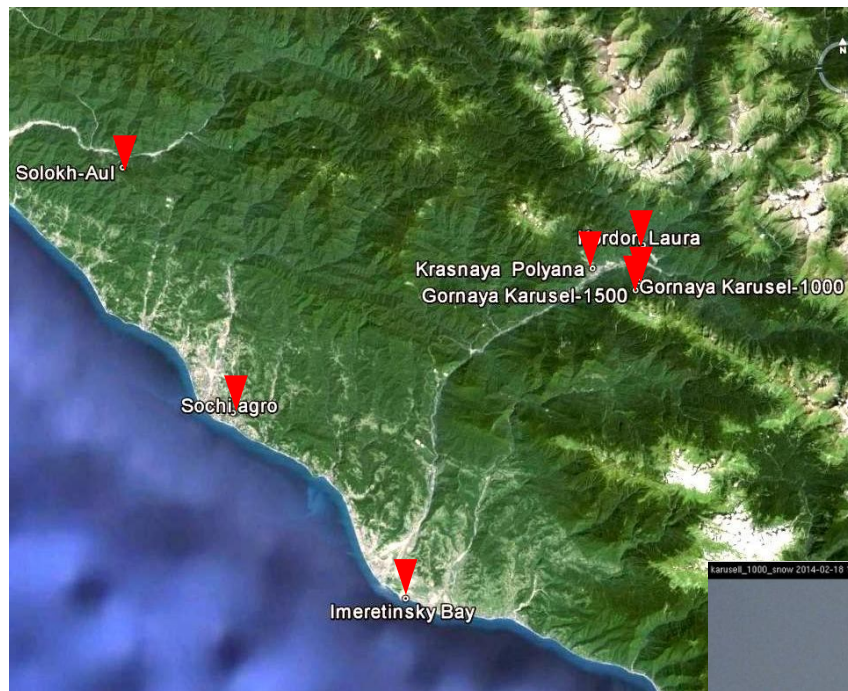 N
Solokh-Aul
Kordon Laura
Krasnaya Polyana
Gornaya Karusel-1000
Gornaya Karusel-1500
Sochi agro
Imeretinsky Bay
karusell_1000_snow 2014-02-18